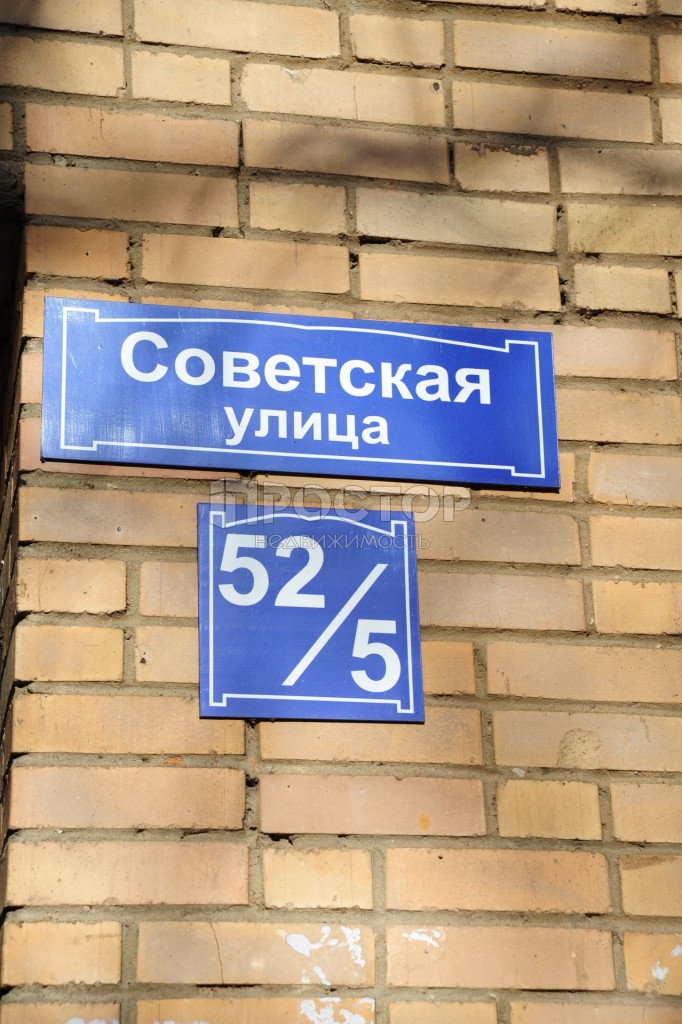 Советская
улица
ПРОСТОР
недвижимость
52/5